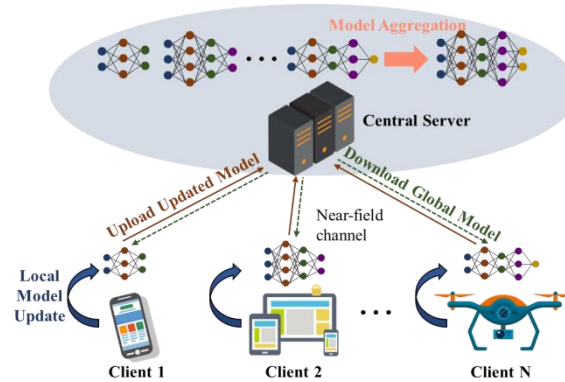 Model Aggregation
Central Server
Upload Updated Model
Download Global Model
Near-field
channel
Local
Model
Update
Client 1
Client 2
Client N